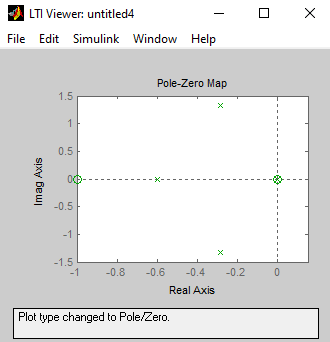 LTI Viewer: untitled4
File Edit Simulink Window Help
Pole-Zero Map
1.5
1
0.5
0
-0.5
-1
-1.5
Imag Axis
-1 -0.8 -0.6 -0.4 -0.2 0
Real Axis
Plot type changed to Pole/Zero.